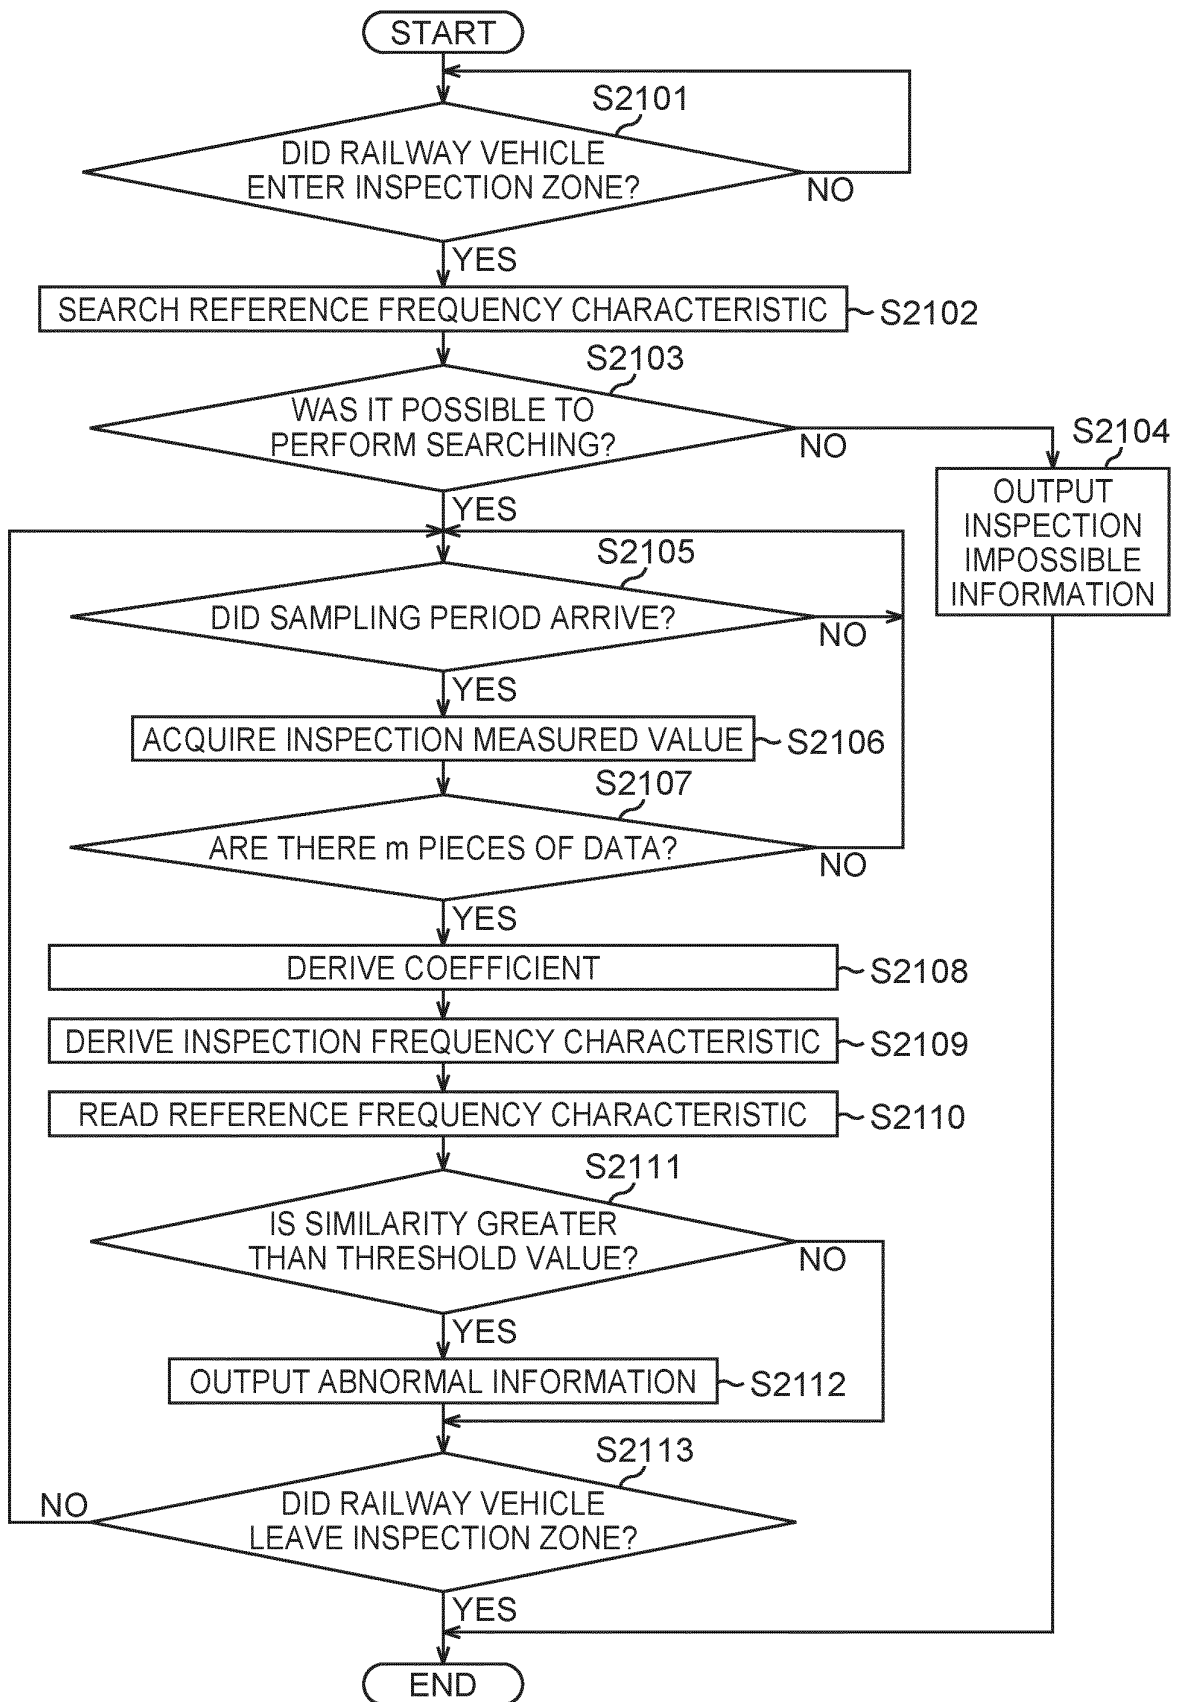 START
S2101
DID RAILWAY VEHICLE
ENTER INSPECTION ZONE?
NO
YES
SEARCH REFERENCE FREQUENCY CHARACTERISTIC
S2102
S2103
WAS IT POSSIBLE TO
PERFORM SEARCHING?
NO
S2104
OUTPUT
INSPECTION
IMPOSSIBLE
INFORMATION
YES
S2105
DID SAMPLING PERIOD ARRIVE?
NO
YES
ACQUIRE INSPECTION MEASURED VALUE
S2106
S2107
ARE THERE m PIECES OF DATA?
NO
YES
DERIVE COEFFICIENT
S2108
DERIVE INSPECTION FREQUENCY CHARACTERISTIC
S2109
READ REFERENCE FREQUENCY CHARACTERISTIC
S2110
S2111
IS SIMILARITY GREATER
THAN THRESHOLD VALUE?
NO
YES
OUTPUT ABNORMAL INFORMATION
S2112
S2113
NO
DID RAILWAY VEHICLE
LEAVE INSPECTION ZONE?
YES
END